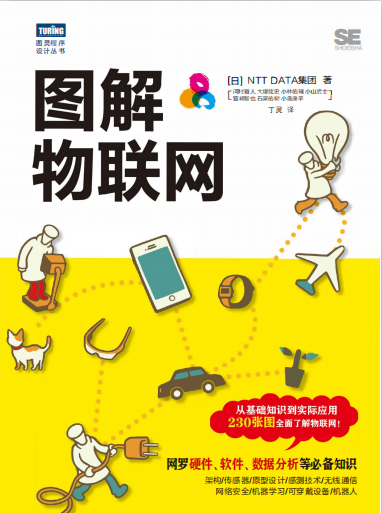 TURING
图灵程序
设计丛书
SE
SHOEISHA
[日] NTT DATA集团 著
丁灵 译
图解
物联网
从基础知识到实际应用
230张图全面了解物联网!
网罗硬件、软件、数据分析等必备知识
架构/传感器/原型设计/感测技术/无线通信
网络安全/机器学习/可穿戴设备/机器人